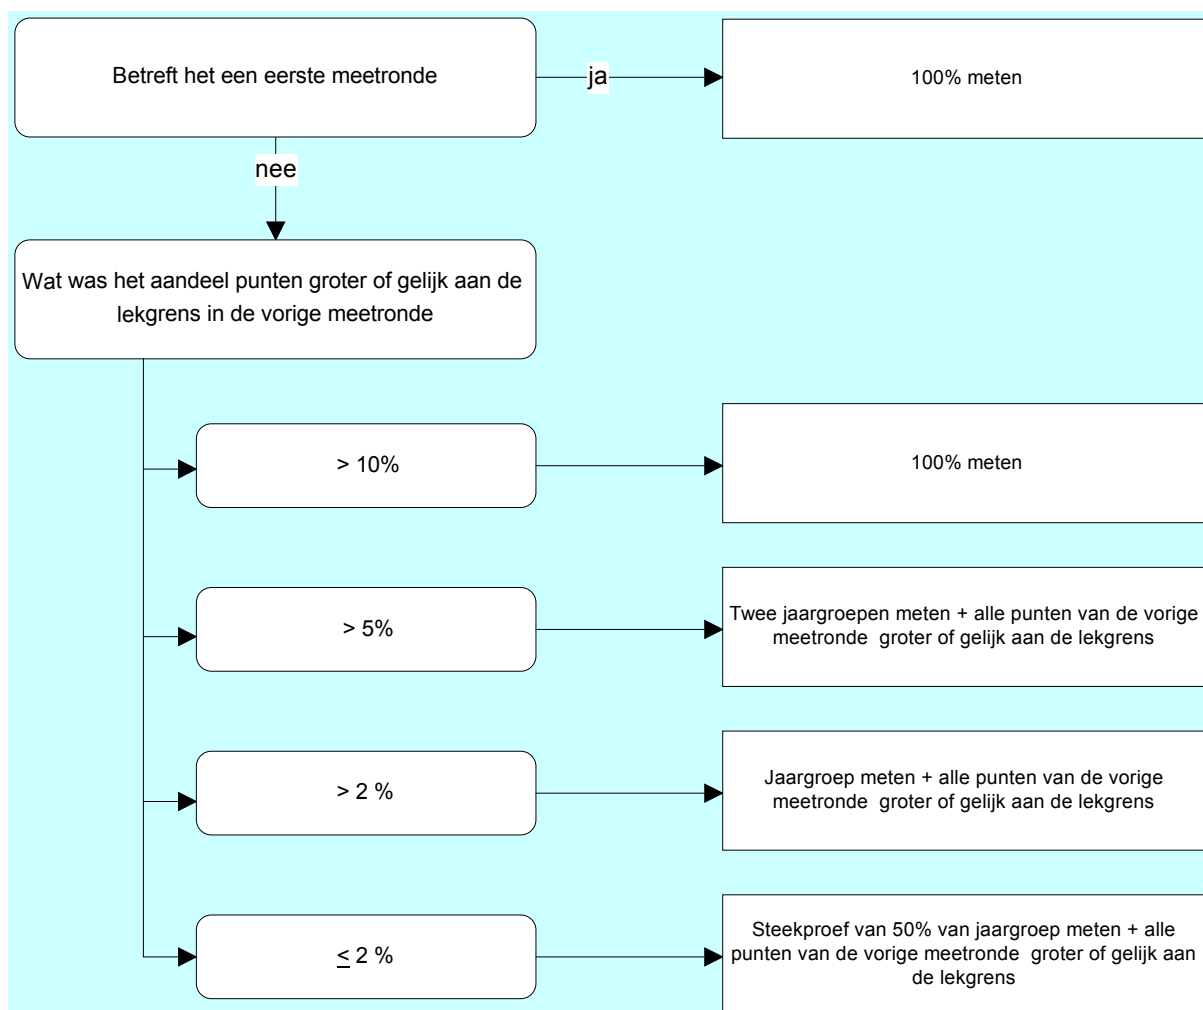 Betreft het een eerste meetronde
ja
100% meten
nee
Wat was het aandeel punten groter of gelijk aan de
lekgrens in de vorige meetronde
> 10%
100% meten
> 5%
Twee jaargroepen meten + alle punten van de vorige
meetronde groter of gelijk aan de lekgrens
> 2 %
Jaargroep meten + alle punten van de vorige
meetronde groter of gelijk aan de lekgrens
≤ 2 %
Steekproef van 50% van jaargroep meten + alle
punten van de vorige meetronde groter of gelijk aan
de lekgrens